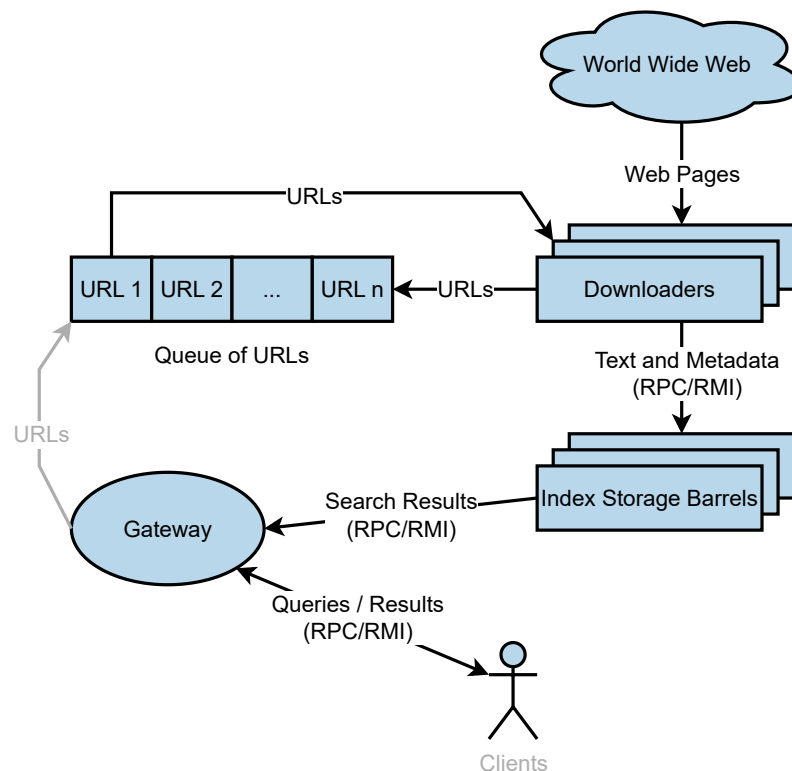 World Wide Web
Web Pages
URLs
URL 1
URL 2
...
URL n
URLs
Downloaders
Queue of URLs
Text and Metadata
(RPC/RMI)
URLs
Search Results
(RPC/RMI)
Index Storage Barrels
Gateway
Queries / Results
(RPC/RMI)
Clients